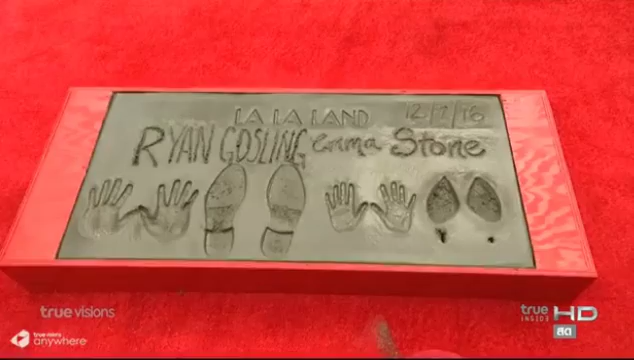 LA LA LAND 12/7/16
RYAN GOSLING emma Stone
true visions
true visions
anywhere
true
INSIDE
HD
สด